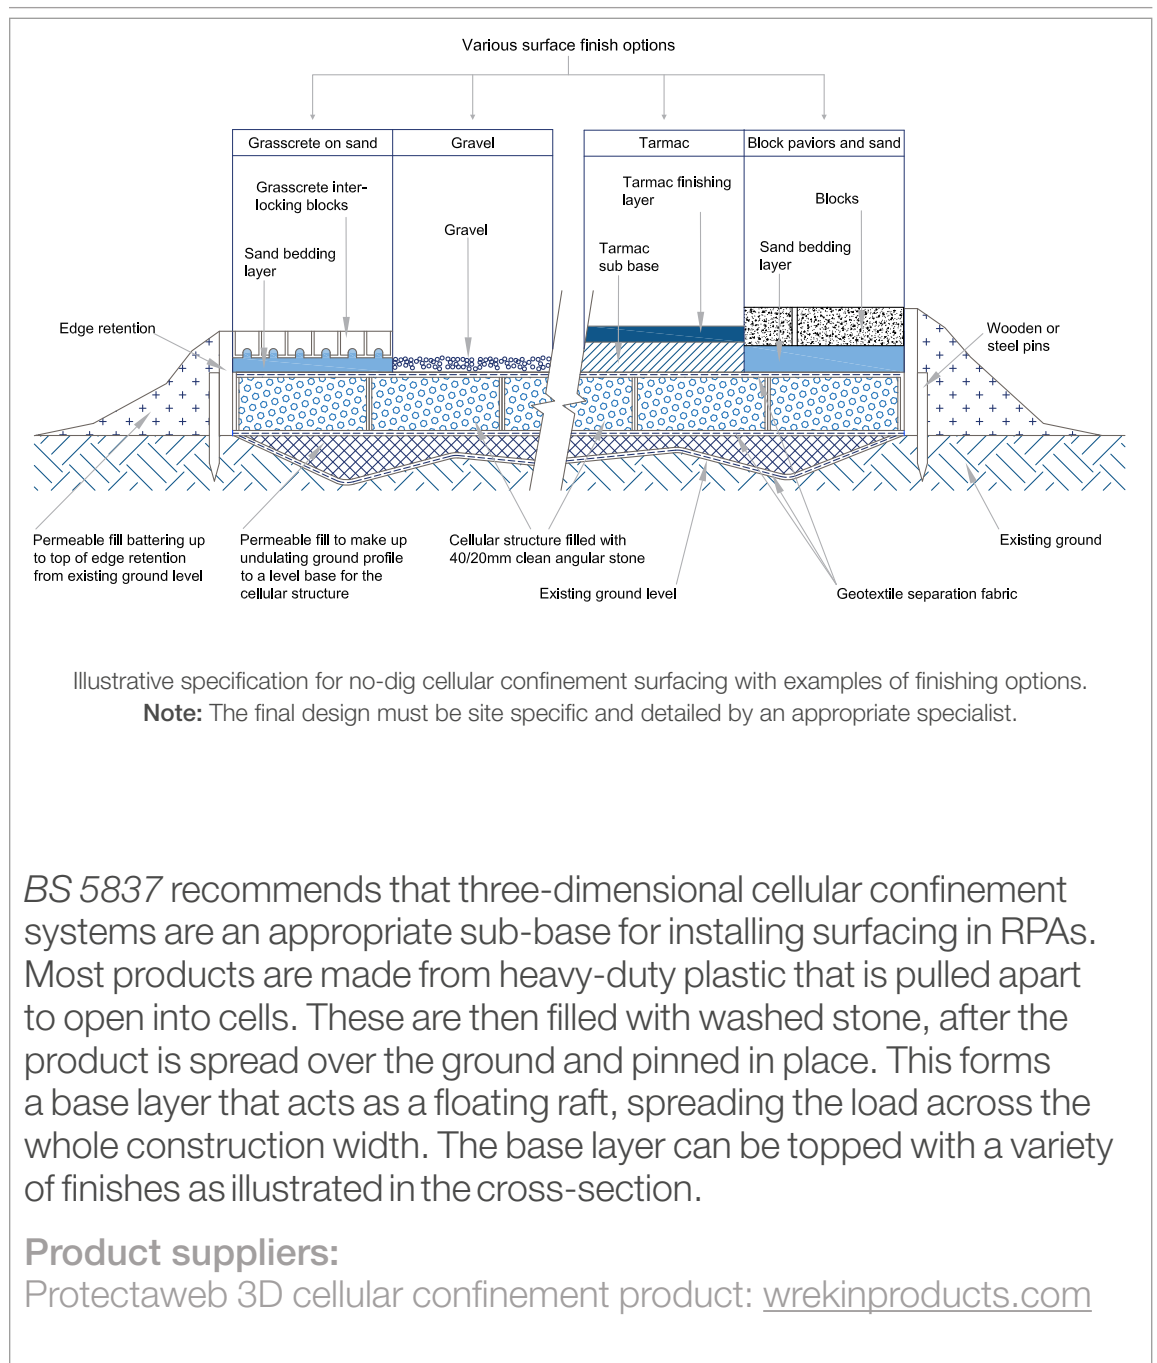 Various surface finish options
Grasscrete on sand
Gravel
Tarmac
Block paviors and sand
Grasscrete inter-
locking blocks
Tarmac finishing
layer
Blocks
Gravel
Sand bedding
layer
Tarmac
sub base
Sand bedding
layer
Edge retention
Wooden or
steel pins
Permeable fill battering up
to top of edge retention
from existing ground level
Permeable fill to make up
undulating ground profile
to a level base for the
cellular structure
Cellular structure filled with
40/20mm clean angular stone
Existing ground
Existing ground level
Geotextile separation fabric
Illustrative specification for no-dig cellular confinement surfacing with examples of finishing options.
Note: The final design must be site specific and detailed by an appropriate specialist.
BS 5837 recommends that three-dimensional cellular confinement
systems are an appropriate sub-base for installing surfacing in RPAs.
Most products are made from heavy-duty plastic that is pulled apart
to open into cells. These are then filled with washed stone, after the
product is spread over the ground and pinned in place. This forms
a base layer that acts as a floating raft, spreading the load across the
whole construction width. The base layer can be topped with a variety
of finishes as illustrated in the cross-section.
Product suppliers:
Protectaweb 3D cellular confinement product: wrekinproducts.com